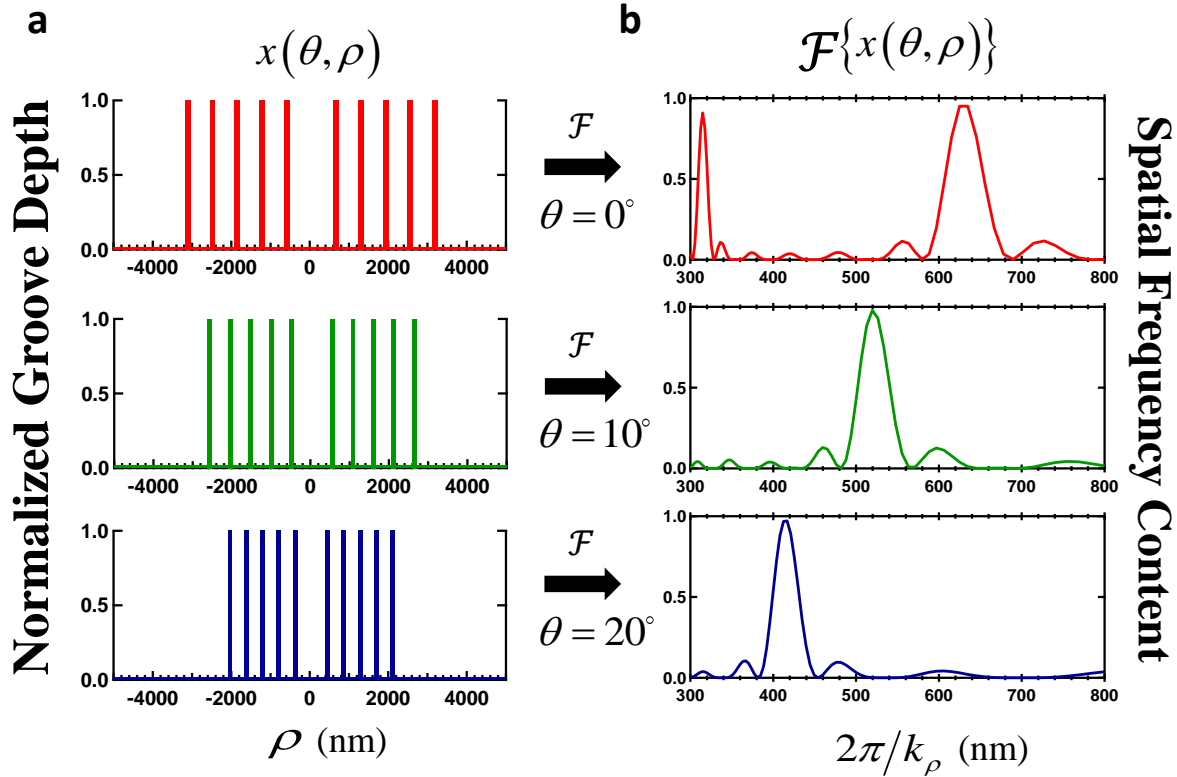 a
b
x(θ, ρ)
ℱ{x(θ, ρ)}
Normalized Groove Depth
Spatial Frequency Content
1.0
0.5
0.0
-4000 -2000 0 2000 4000
ℱ
θ = 0°
1.0
0.5
0.0
300 400 500 600 700 800
1.0
0.5
0.0
-4000 -2000 0 2000 4000
ℱ
θ = 10°
1.0
0.5
0.0
300 400 500 600 700 800
1.0
0.5
0.0
-4000 -2000 0 2000 4000
ℱ
θ = 20°
1.0
0.5
0.0
300 400 500 600 700 800
ρ (nm)
2π/kρ (nm)